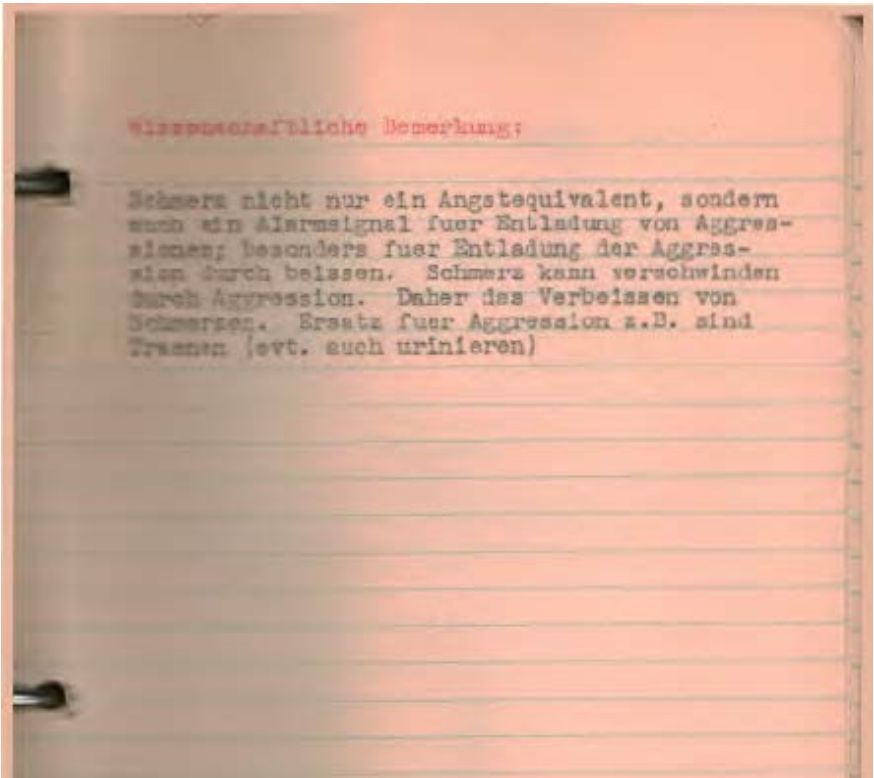 Wissenschaftliche Bemerkung:
Schmerz nicht nur ein Angstequivalent, sondern
auch ein Alarmsignal fuer Entladung von Aggres-
sionen; besonders fuer Entladung der Aggres-
sion durch beissen. Schmerz kann verschwinden
durch Aggression. Daher das Verbeissen von
Schmerzen. Ersatz fuer Aggression z.B. sind
Traenen (evt. auch urinieren)